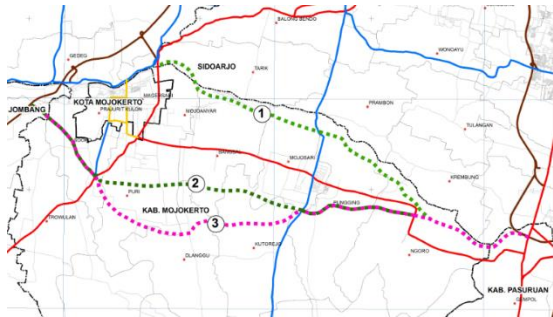 BALONG BENDO
GEDEG
SIDOARJO
WONOAYU
TARIK
JOMBANG
KOTA MOJOKERTO
MAGERSARI
PRAJURIT KULON
MOJOANYAR
1
PRAMBON
TULANGAN
BANGSAL
MOJOSARI
2
KREMBUNG
PURI
PUNGGING
KAB. MOJOKERTO
3
TROWULAN
KUTOREJO
DLANGGU
NGORO
KAB. PASURUAN
GEMPOL